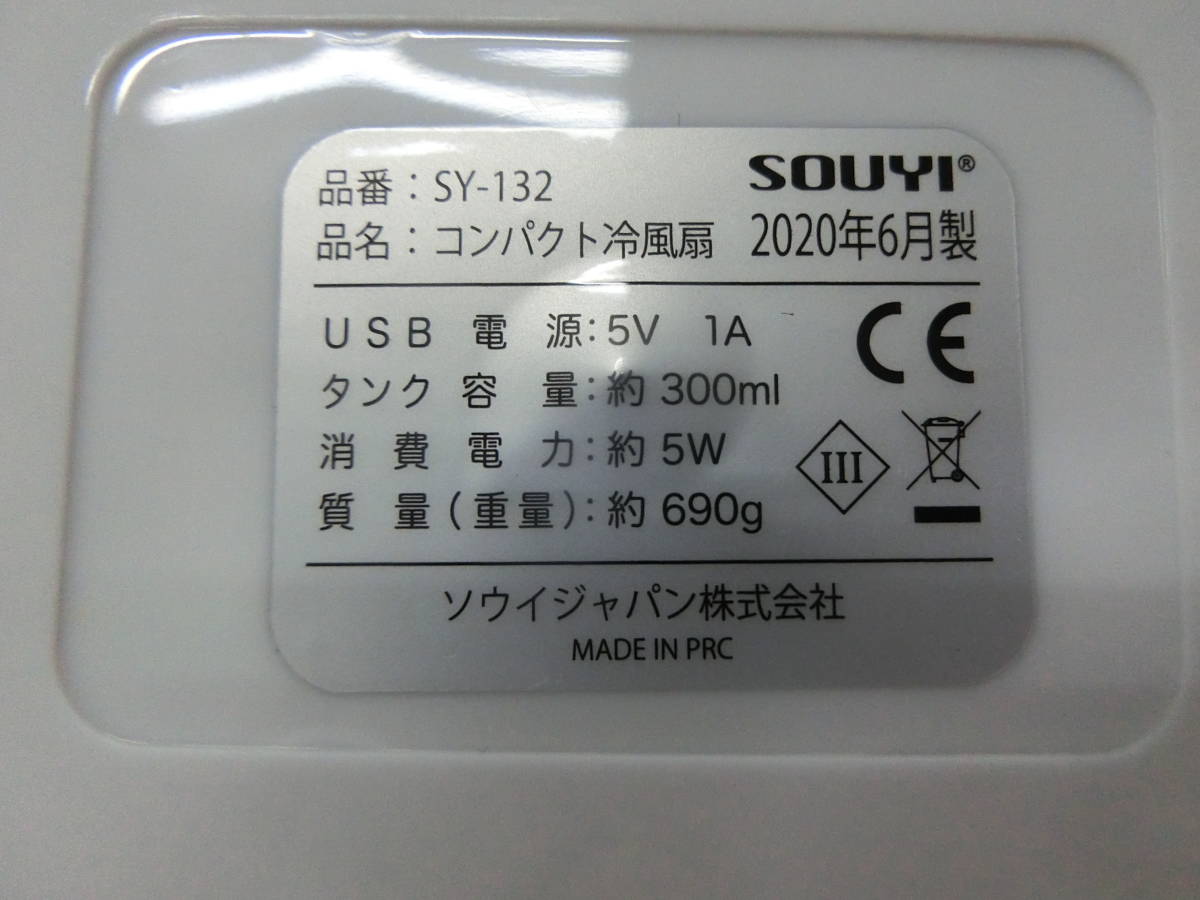 品番：SY-132
SOUYI®
品名：コンパクト冷風扇 2020年6月製
USB電源：5V 1A
タンク容量：約 300ml
消費電力：約 5W
質量(重量)：約 690g
CE
III
ソウイジャパン株式会社
MADE IN PRC